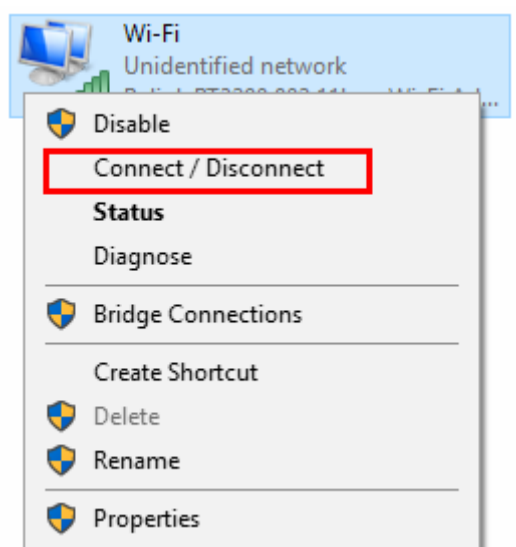 Wi-Fi
Unidentified network
Disable
Connect / Disconnect
Status
Diagnose
Bridge Connections
Create Shortcut
Delete
Rename
Properties